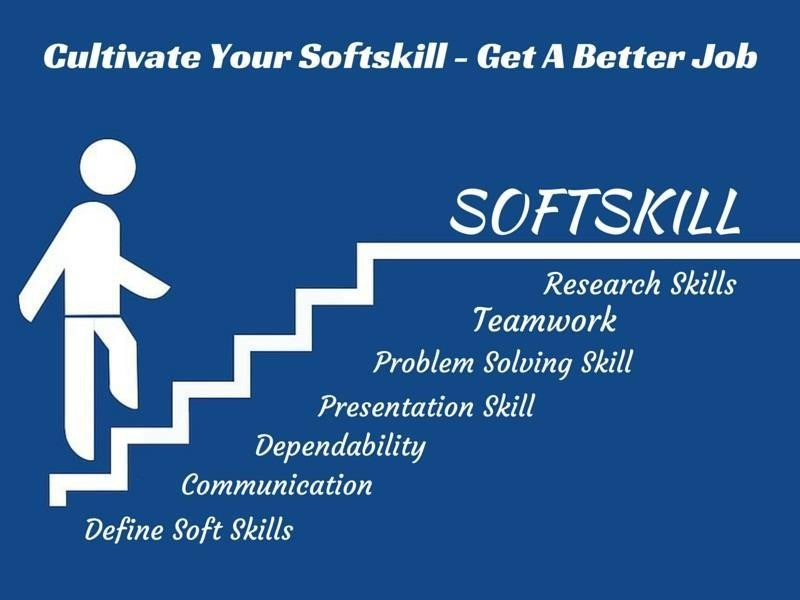 Cultivate Your Softskill - Get A Better Job
SOFTSKILL
Research Skills
Teamwork
Problem Solving Skill
Presentation Skill
Dependability
Communication
Define Soft Skills